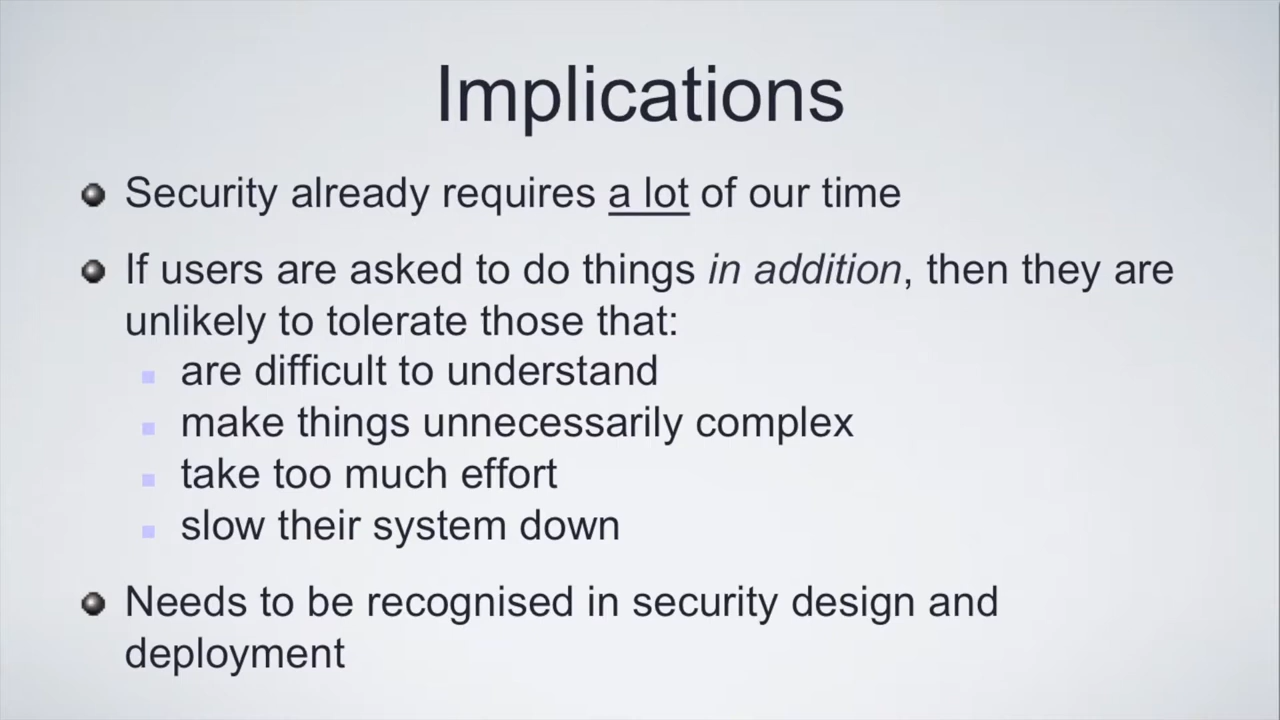 Implications
Security already requires a lot of our time
If users are asked to do things in addition, then they are
unlikely to tolerate those that:
are difficult to understand
make things unnecessarily complex
take too much effort
slow their system down
Needs to be recognised in security design and
deployment